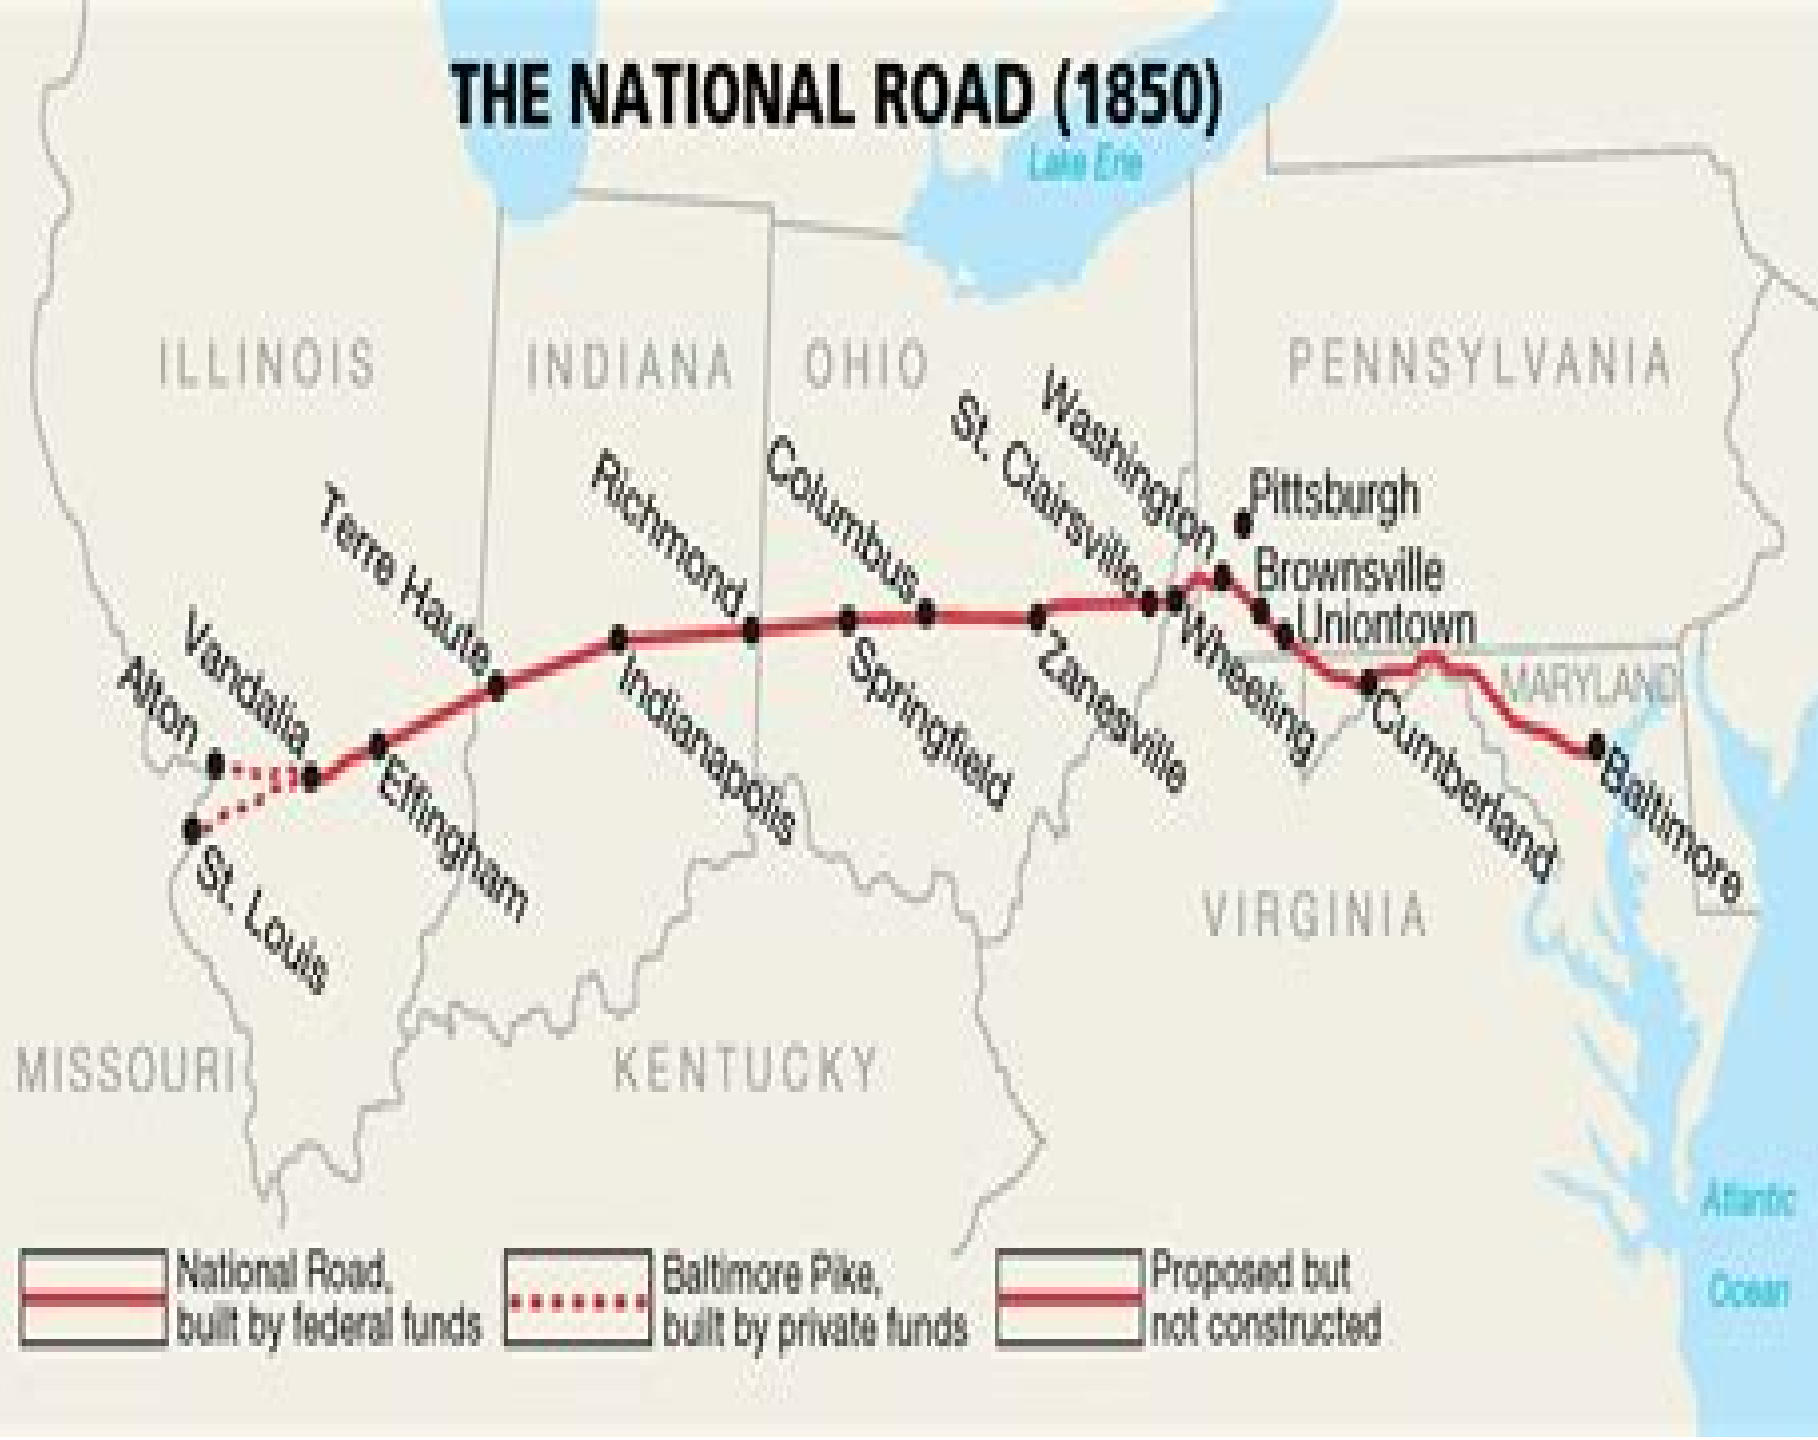 THE NATIONAL ROAD (1850)
Lake Erie
ILLINOIS
INDIANA
OHIO
PENNSYLVANIA
Washington
St. Clairsville
Columbus
Richmond
Terre Haute
Pittsburgh
Brownsville
Uniontown
Vandalia
Alton
MARYLAND
Wheeling
Zanesville
Springfield
Indianapolis
Effingham
St. Louis
Cumberland
Baltimore
VIRGINIA
MISSOURI
KENTUCKY
Atlantic
Ocean
National Road,
built by federal funds
Baltimore Pike,
built by private funds
Proposed but
not constructed